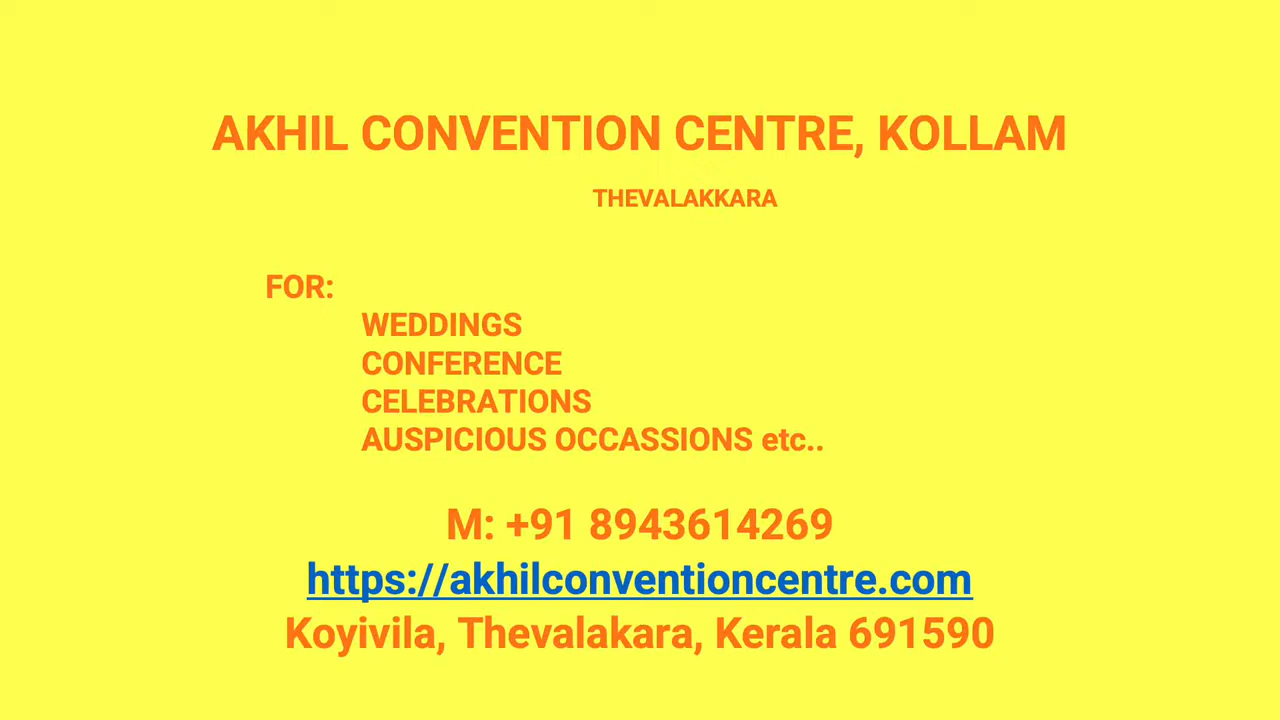 AKHIL CONVENTION CENTRE, KOLLAM
THEVALAKKARA
FOR:
WEDDINGS
CONFERENCE
CELEBRATIONS
AUSPICIOUS OCCASSIONS etc..
M: +91 8943614269
https://akhilconventioncentre.com
Koyivila, Thevalakara, Kerala 691590